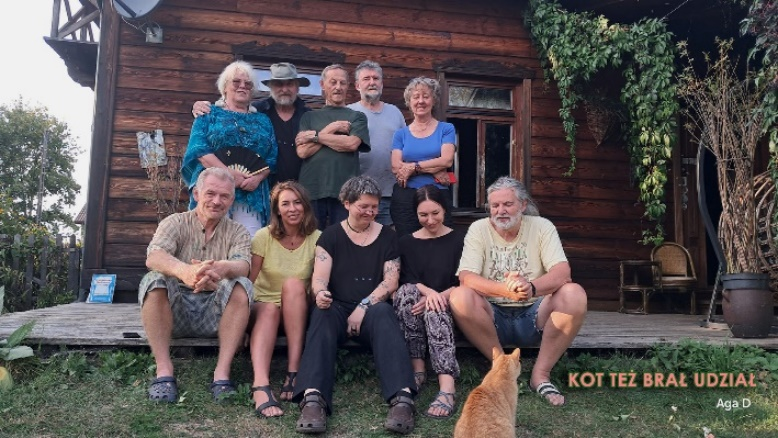 KOT TEŻ BRAŁ UDZIAŁ
Aga D